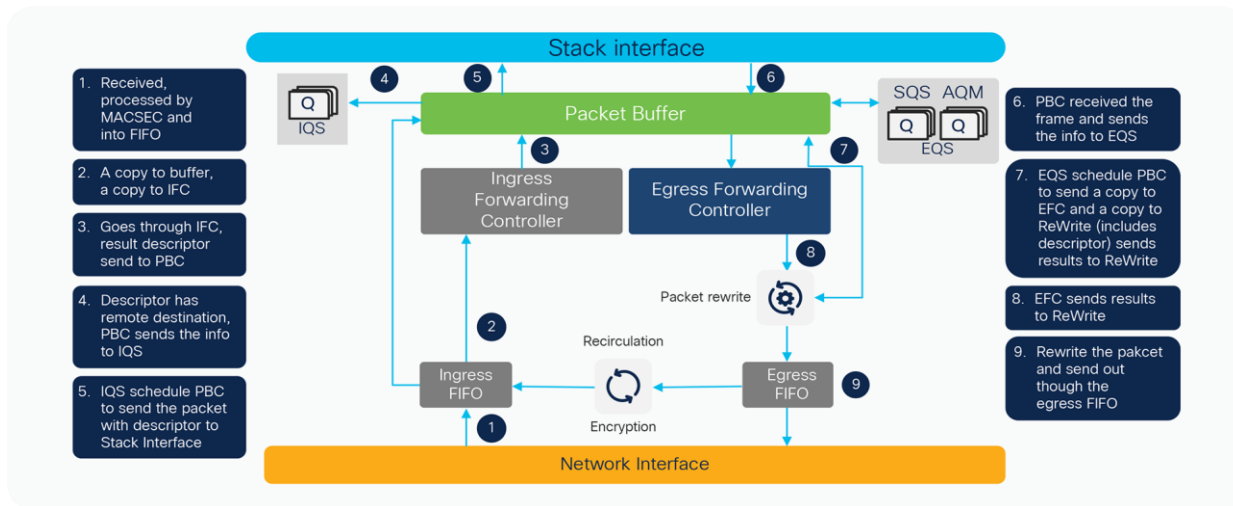 Stack interface
1. Received,
processed by
MACSEC and
into FIFO
2. A copy to buffer,
a copy to IFC
3. Goes through IFC,
result descriptor
send to PBC
4. Descriptor has
remote destination,
PBC sends the info
to IQS
5. IQS schedule PBC
to send the packet
with descriptor to
Stack Interface
4
5
6
Q
IQS
Packet Buffer
SQS AQM
Q Q
EQS
3
7
Ingress
Forwarding
Controller
Egress Forwarding
Controller
8
Packet rewrite
2
Recirculation
Ingress
FIFO
Egress
FIFO
9
Encryption
1
Network Interface
6. PBC received the
frame and sends
the info to EQS
7. EQS schedule PBC
to send a copy to
EFC and a copy to
ReWrite (includes
descriptor) sends
results to ReWrite
8. EFC sends results
to ReWrite
9. Rewrite the pakcet
and send out
though the
egress FIFO